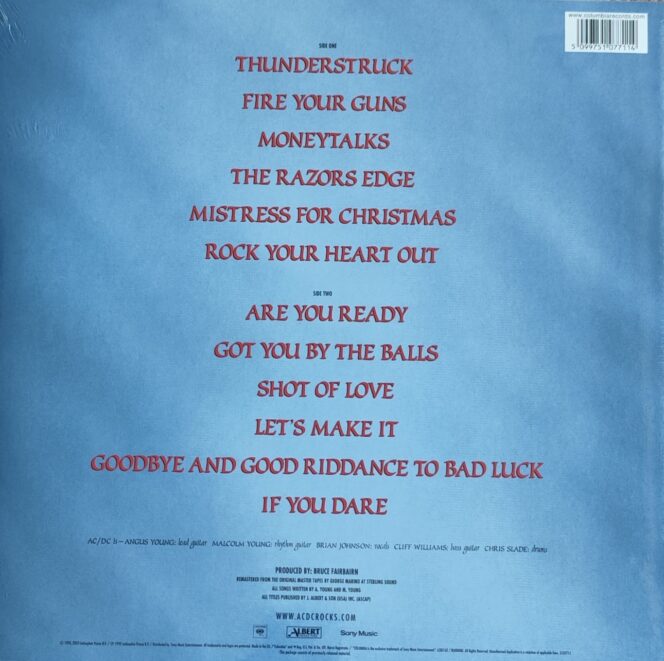 www.columbiarecords.com
5 099751 077114
SIDE ONE
THUNDERSTRUCK
FIRE YOUR GUNS
MONEYTALKS
THE RAZORS EDGE
MISTRESS FOR CHRISTMAS
ROCK YOUR HEART OUT
SIDE TWO
ARE YOU READY
GOT YOU BY THE BALLS
SHOT OF LOVE
LET'S MAKE IT
GOODBYE AND GOOD RIDDANCE TO BAD LUCK
IF YOU DARE
AC/DC IS – ANGUS YOUNG: lead guitar MALCOLM YOUNG: rhythm guitar BRIAN JOHNSON: vocals CLIFF WILLIAMS: bass guitar CHRIS SLADE: drums
PRODUCED BY: BRUCE FAIRBAIRN
REMASTERED FROM THE ORIGINAL MASTER TAPES BY GEORGE MARINO AT STERLING SOUND
ALL SONGS WRITTEN BY A. YOUNG AND M. YOUNG
ALL TITLES PUBLISHED BY J. ALBERT & SON (USA) INC. (ASCAP)
WWW.ACDCROCKS.COM
ALBERT Sony Music